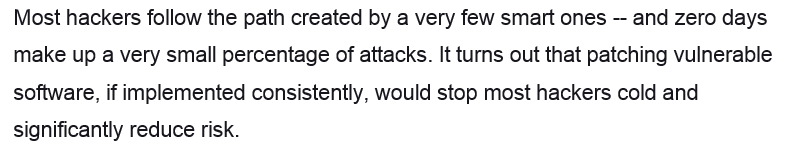 Most hackers follow the path created by a very few smart ones -- and zero days
make up a very small percentage of attacks. It turns out that patching vulnerable
software, if implemented consistently, would stop most hackers cold and
significantly reduce risk.